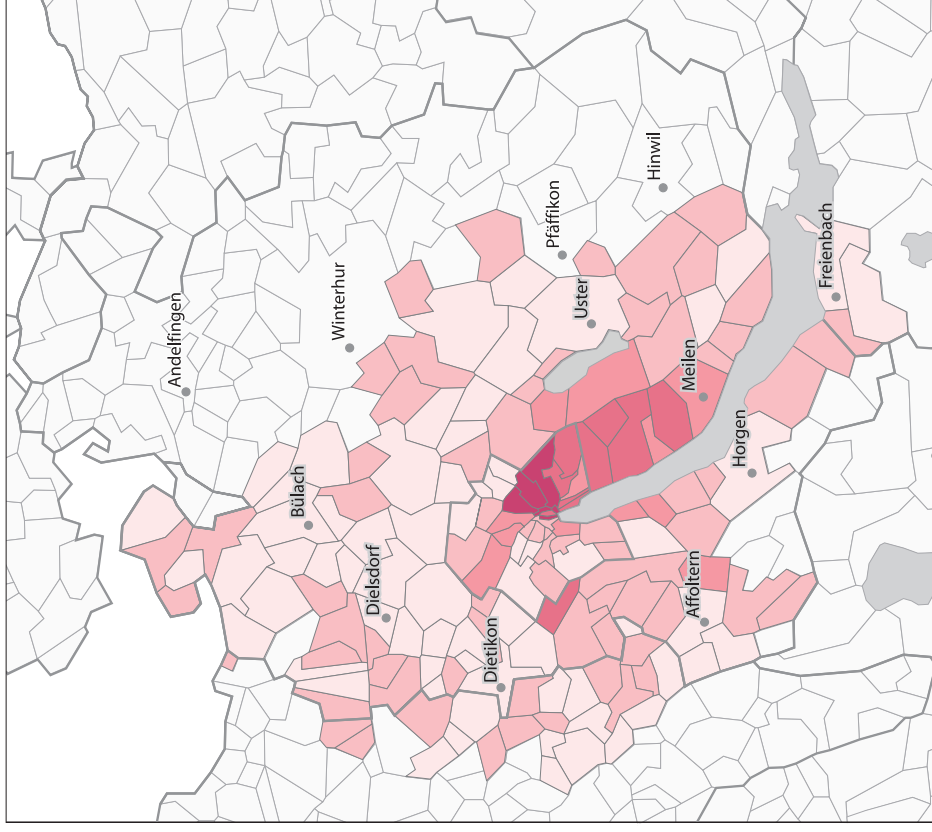 Andelfingen
Winterhur
Pfäffikon
Hinwil
Bülach
Uster
Freienbach
Dielsdorf
Meilen
Horgen
Dietikon
Affoltern